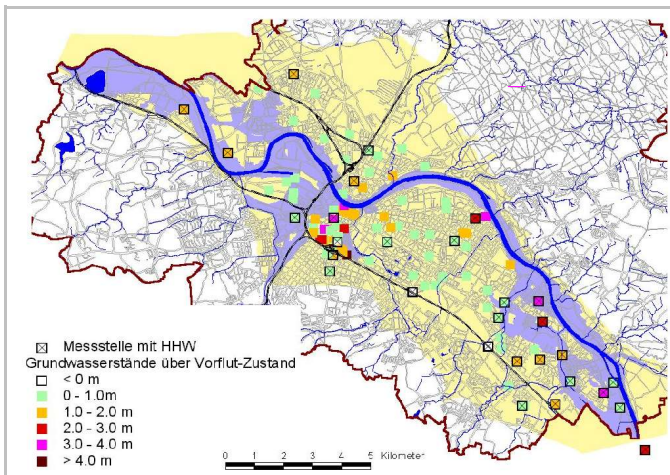 Messstelle mit HHW
Grundwasserstände über Vorflut-Zustand
< 0 m
0 - 1.0m
1.0 - 2.0 m
2.0 - 3.0 m
3.0 - 4.0 m
> 4.0 m
0 1 2 3 4 5 Kilometer